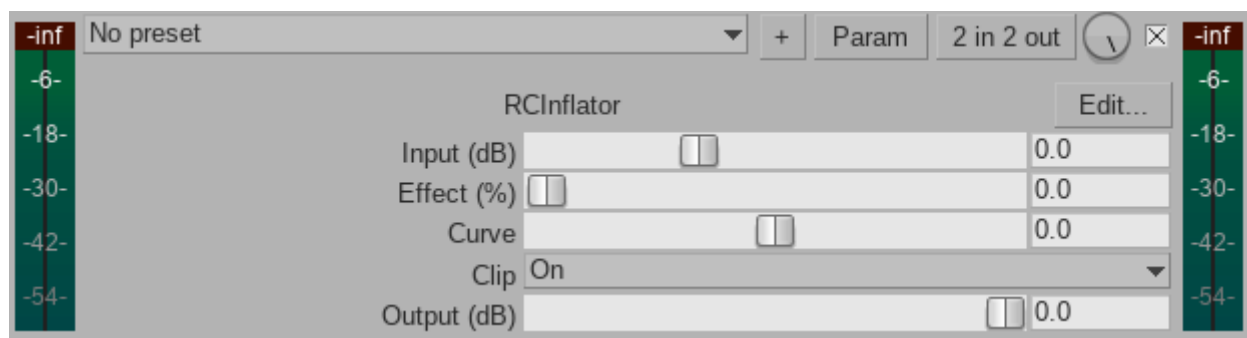 -inf No preset + Param 2 in 2 out -inf
-6- -6-
RCInflator Edit...
-18- -18-
Input (dB) 0.0
-30- Effect (%) 0.0 -30-
-42- Curve 0.0 -42-
Clip On
-54- -54-
Output (dB) 0.0